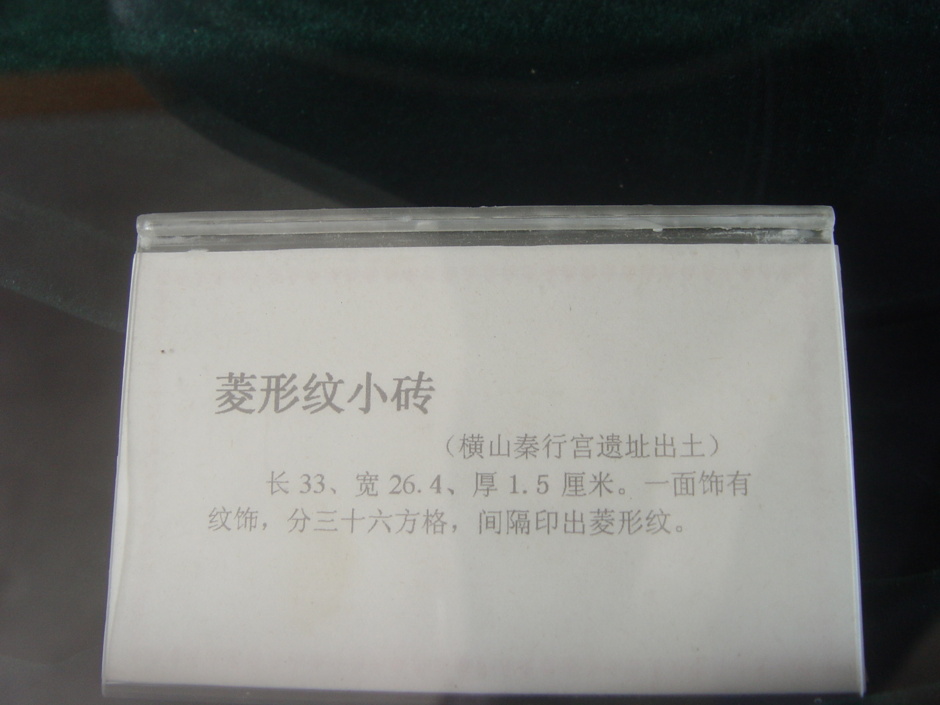 菱形纹小砖
（横山秦行宫遗址出土）
长 33、宽 26.4、厚 1.5 厘米。一面饰有
纹饰，分三十六方格，间隔印出菱形纹。